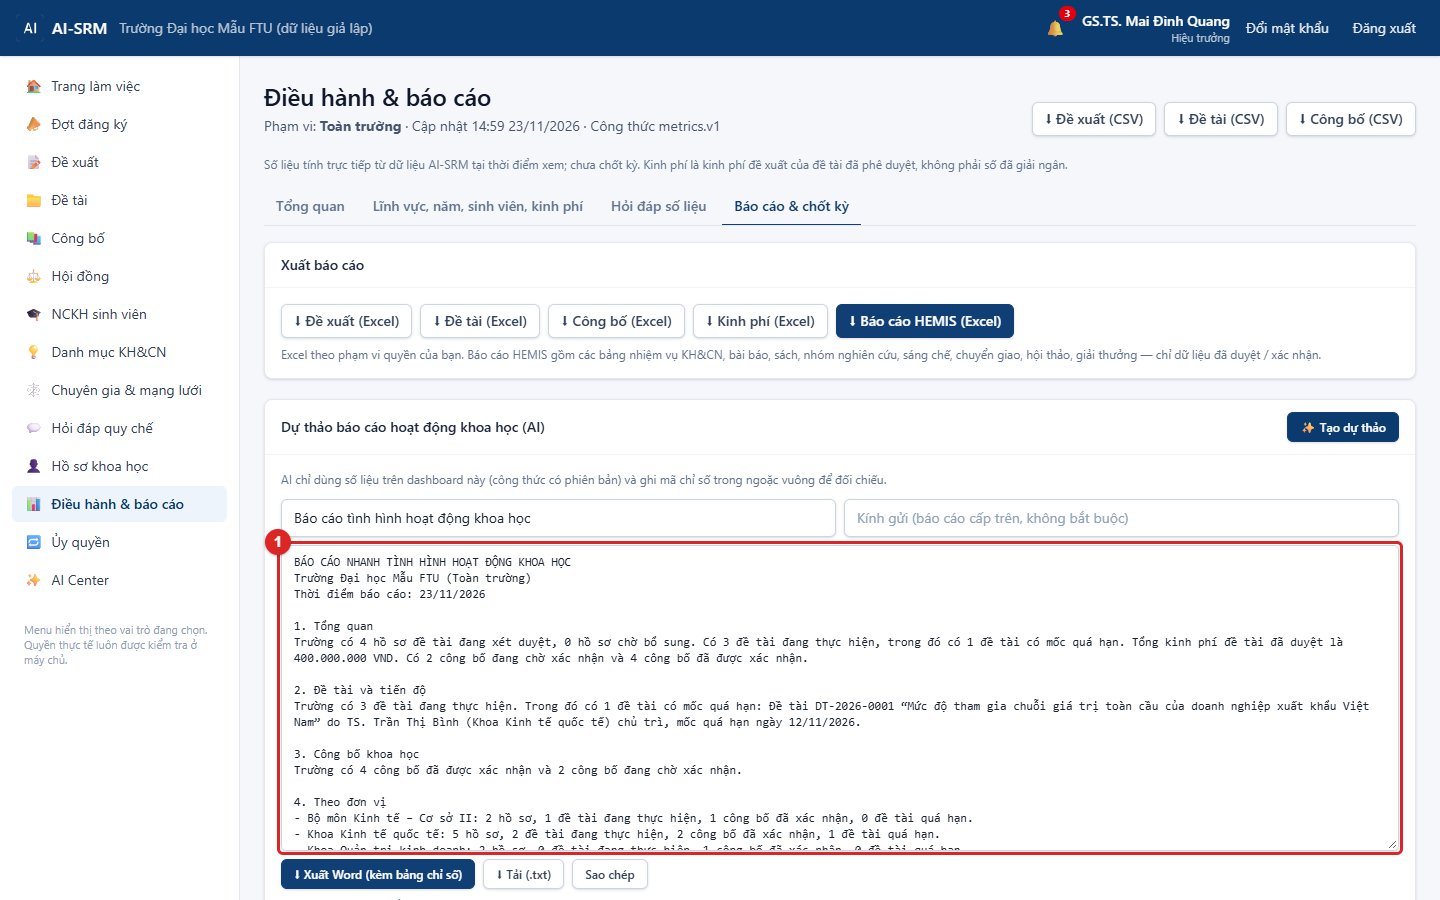 AI AI-SRM Trường Đại học Mẫu FTU (dữ liệu giả lập)
3
GS.TS. Mai Đình Quang
Hiệu trưởng
Đổi mật khẩu
Đăng xuất
Trang làm việc
Đợt đăng ký
Đề xuất
Đề tài
Công bố
Hội đồng
NCKH sinh viên
Danh mục KH&CN
Chuyên gia & mạng lưới
Hỏi đáp quy chế
Hồ sơ khoa học
Điều hành & báo cáo
Ủy quyền
AI Center
Menu hiển thị theo vai trò đang chọn.
Quyền thực tế luôn được kiểm tra ở
máy chủ.
Điều hành & báo cáo
Phạm vi: Toàn trường · Cập nhật 14:59 23/11/2026 · Công thức metrics.v1
⭳ Đề xuất (CSV)
⭳ Đề tài (CSV)
⭳ Công bố (CSV)
Số liệu tính trực tiếp từ dữ liệu AI-SRM tại thời điểm xem; chưa chốt kỳ. Kinh phí là kinh phí đề xuất của đề tài đã phê duyệt, không phải số đã giải ngân.
Tổng quan
Lĩnh vực, năm, sinh viên, kinh phí
Hỏi đáp số liệu
Báo cáo & chốt kỳ
Xuất báo cáo
⭳ Đề xuất (Excel)
⭳ Đề tài (Excel)
⭳ Công bố (Excel)
⭳ Kinh phí (Excel)
⭳ Báo cáo HEMIS (Excel)
Excel theo phạm vi quyền của bạn. Báo cáo HEMIS gồm các bảng nhiệm vụ KH&CN, bài báo, sách, nhóm nghiên cứu, sáng chế, chuyển giao, hội thảo, giải thưởng — chỉ dữ liệu đã duyệt / xác nhận.
Dự thảo báo cáo hoạt động khoa học (AI)
✨ Tạo dự thảo
AI chỉ dùng số liệu trên dashboard này (công thức có phiên bản) và ghi mã chỉ số trong ngoặc vuông để đối chiếu.
Báo cáo tình hình hoạt động khoa học
Kính gửi (báo cáo cấp trên, không bắt buộc)
1
BÁO CÁO NHANH TÌNH HÌNH HOẠT ĐỘNG KHOA HỌC
Trường Đại học Mẫu FTU (Toàn trường)
Thời điểm báo cáo: 23/11/2026
1. Tổng quan
Trường có 4 hồ sơ đề tài đang xét duyệt, 0 hồ sơ chờ bổ sung. Có 3 đề tài đang thực hiện, trong đó có 1 đề tài có mốc quá hạn. Tổng kinh phí đề tài đã duyệt là
400.000.000 VND. Có 2 công bố đang chờ xác nhận và 4 công bố đã được xác nhận.
2. Đề tài và tiến độ
Trường có 3 đề tài đang thực hiện. Trong đó có 1 đề tài có mốc quá hạn: Đề tài DT-2026-0001 “Mức độ tham gia chuỗi giá trị toàn cầu của doanh nghiệp xuất khẩu Việt
Nam” do TS. Trần Thị Bình (Khoa Kinh tế quốc tế) chủ trì, mốc quá hạn ngày 12/11/2026.
3. Công bố khoa học
Trường có 4 công bố đã được xác nhận và 2 công bố đang chờ xác nhận.
4. Theo đơn vị
- Bộ môn Kinh tế – Cơ sở II: 2 hồ sơ, 1 đề tài đang thực hiện, 1 công bố đã xác nhận, 0 đề tài quá hạn.
- Khoa Kinh tế quốc tế: 5 hồ sơ, 2 đề tài đang thực hiện, 2 công bố đã xác nhận, 1 đề tài quá hạn.
- Khoa Quản trị kinh doanh: 2 hồ sơ, 0 đề tài đang thực hiện, 1 công bố đã xác nhận, 0 đề tài quá hạn.
⭳ Xuất Word (kèm bảng chỉ số)
⭳ Tải (.txt)
Sao chép